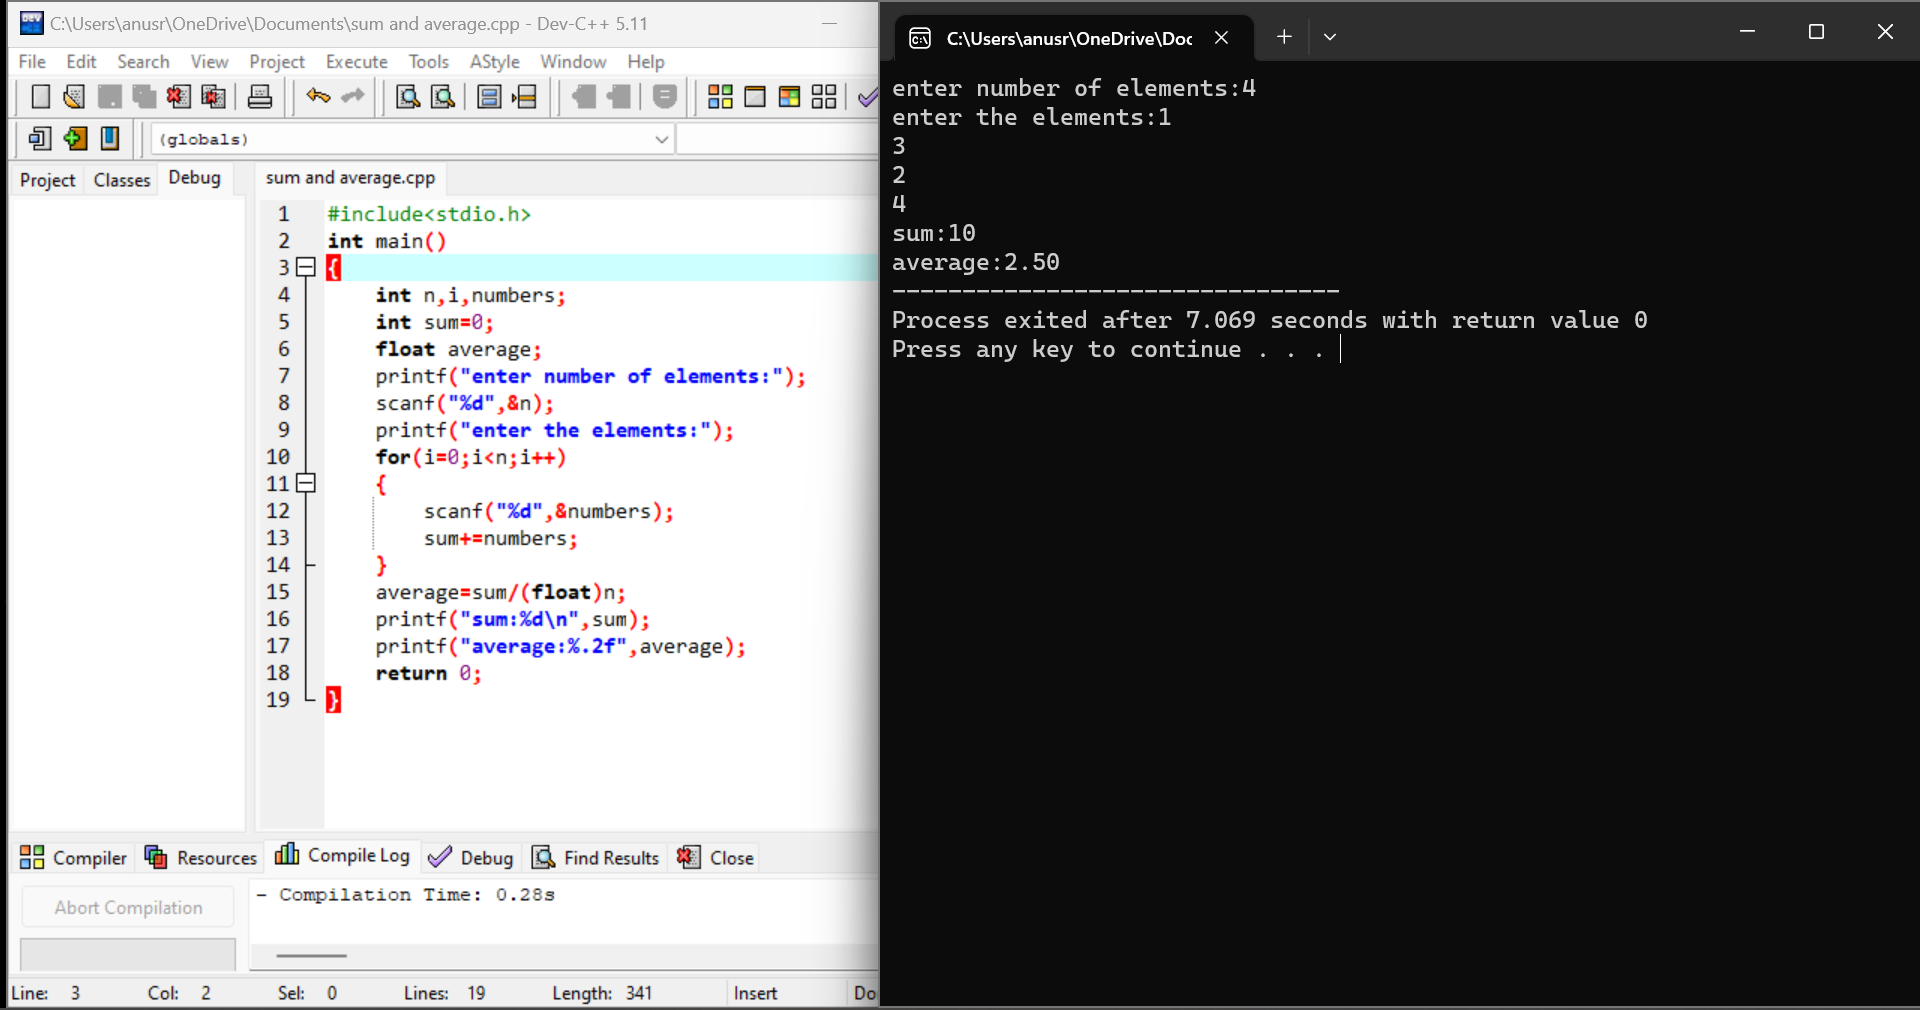 C:\Users\anusr\OneDrive\Documents\sum and average.cpp - Dev-C++ 5.11
File Edit Search View Project Execute Tools AStyle Window Help
(globals)
Project Classes Debug
sum and average.cpp
1 #include<stdio.h>
2 int main()
3 {
4 int n,i,numbers;
5 int sum=0;
6 float average;
7 printf("enter number of elements:");
8 scanf("%d",&n);
9 printf("enter the elements:");
10 for(i=0;i<n;i++)
11 {
12 scanf("%d",&numbers);
13 sum+=numbers;
14 }
15 average=sum/(float)n;
16 printf("sum:%d\n",sum);
17 printf("average:%.2f",average);
18 return 0;
19 }
Compiler Resources Compile Log Debug Find Results Close
Abort Compilation
- Compilation Time: 0.28s
Line: 3 Col: 2 Sel: 0 Lines: 19 Length: 341 Insert Do
C:\Users\anusr\OneDrive\Doc
enter number of elements:4
enter the elements:1
3
2
4
sum:10
average:2.50
--------------------------------
Process exited after 7.069 seconds with return value 0
Press any key to continue . . .